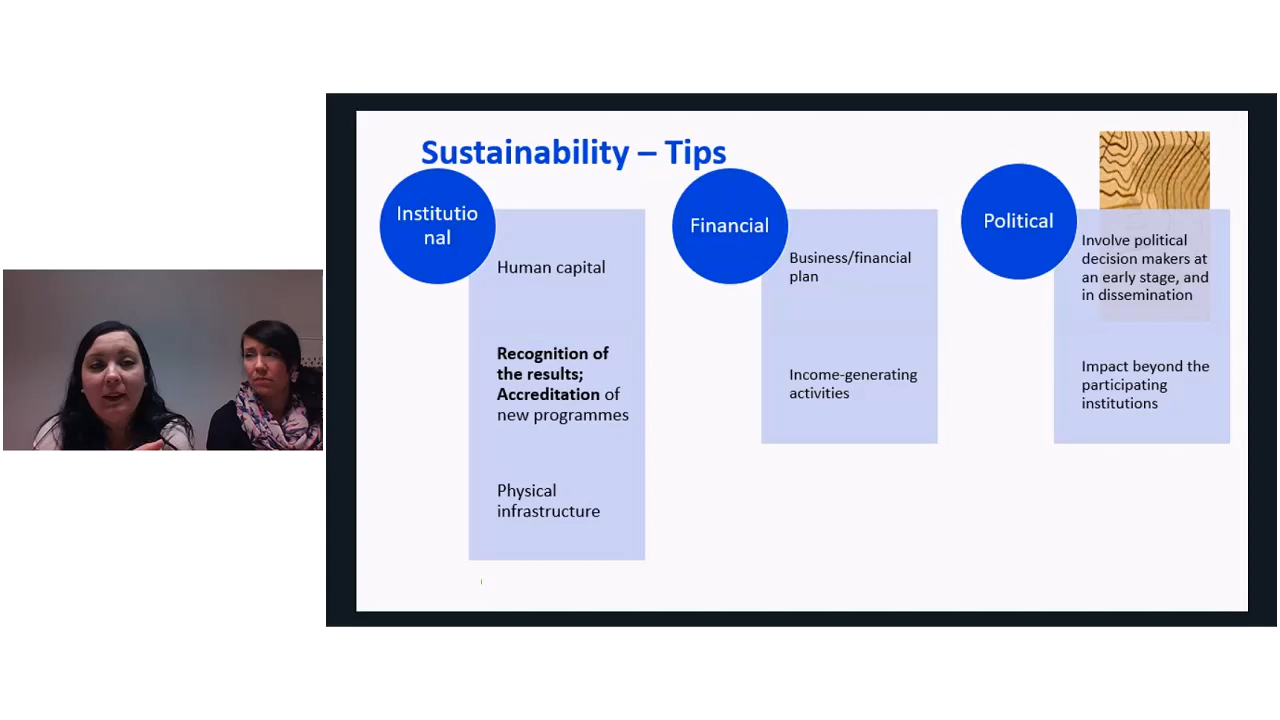 Sustainability – Tips
Institutio
nal
Human capital
Recognition of
the results;
Accreditation of
new programmes
Physical
infrastructure
Financial
Business/financial
plan
Income-generating
activities
Political
Involve political
decision makers at
an early stage, and
in dissemination
Impact beyond the
participating
institutions